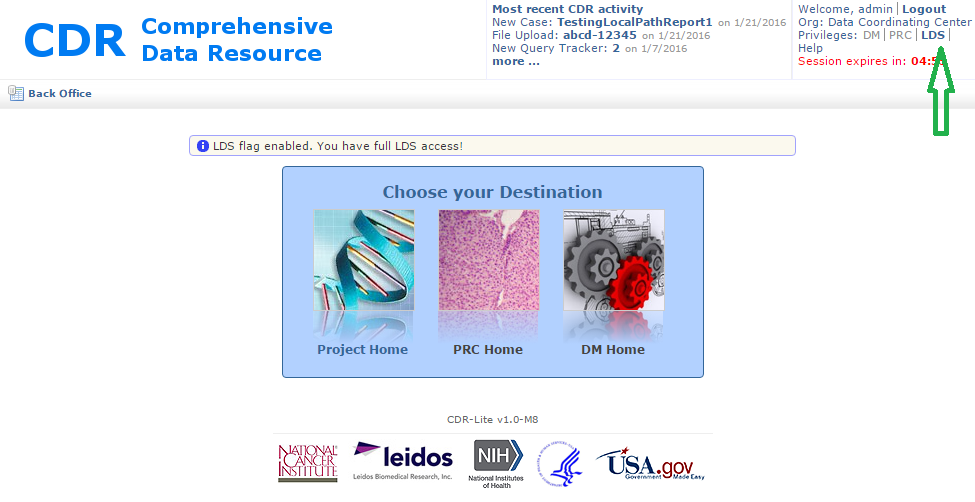 CDR Comprehensive
Data Resource
Most recent CDR activity
New Case: TestingLocalPathReport1 on 1/21/2016
File Upload: abcd-12345 on 1/21/2016
New Query Tracker: 2 on 1/7/2016
more ...
Welcome, admin | Logout
Org: Data Coordinating Center
Privileges: DM | PRC | LDS |
Help
Session expires in:
Back Office
LDS flag enabled. You have full LDS access!
Choose your Destination
Project Home
PRC Home
DM Home
CDR-Lite v1.0-M8
NATIONAL
CANCER
INSTITUTE
leidos
Leidos Biomedical Research, Inc.
NIH
National Institutes
of Health
USA.gov
Government Made Easy